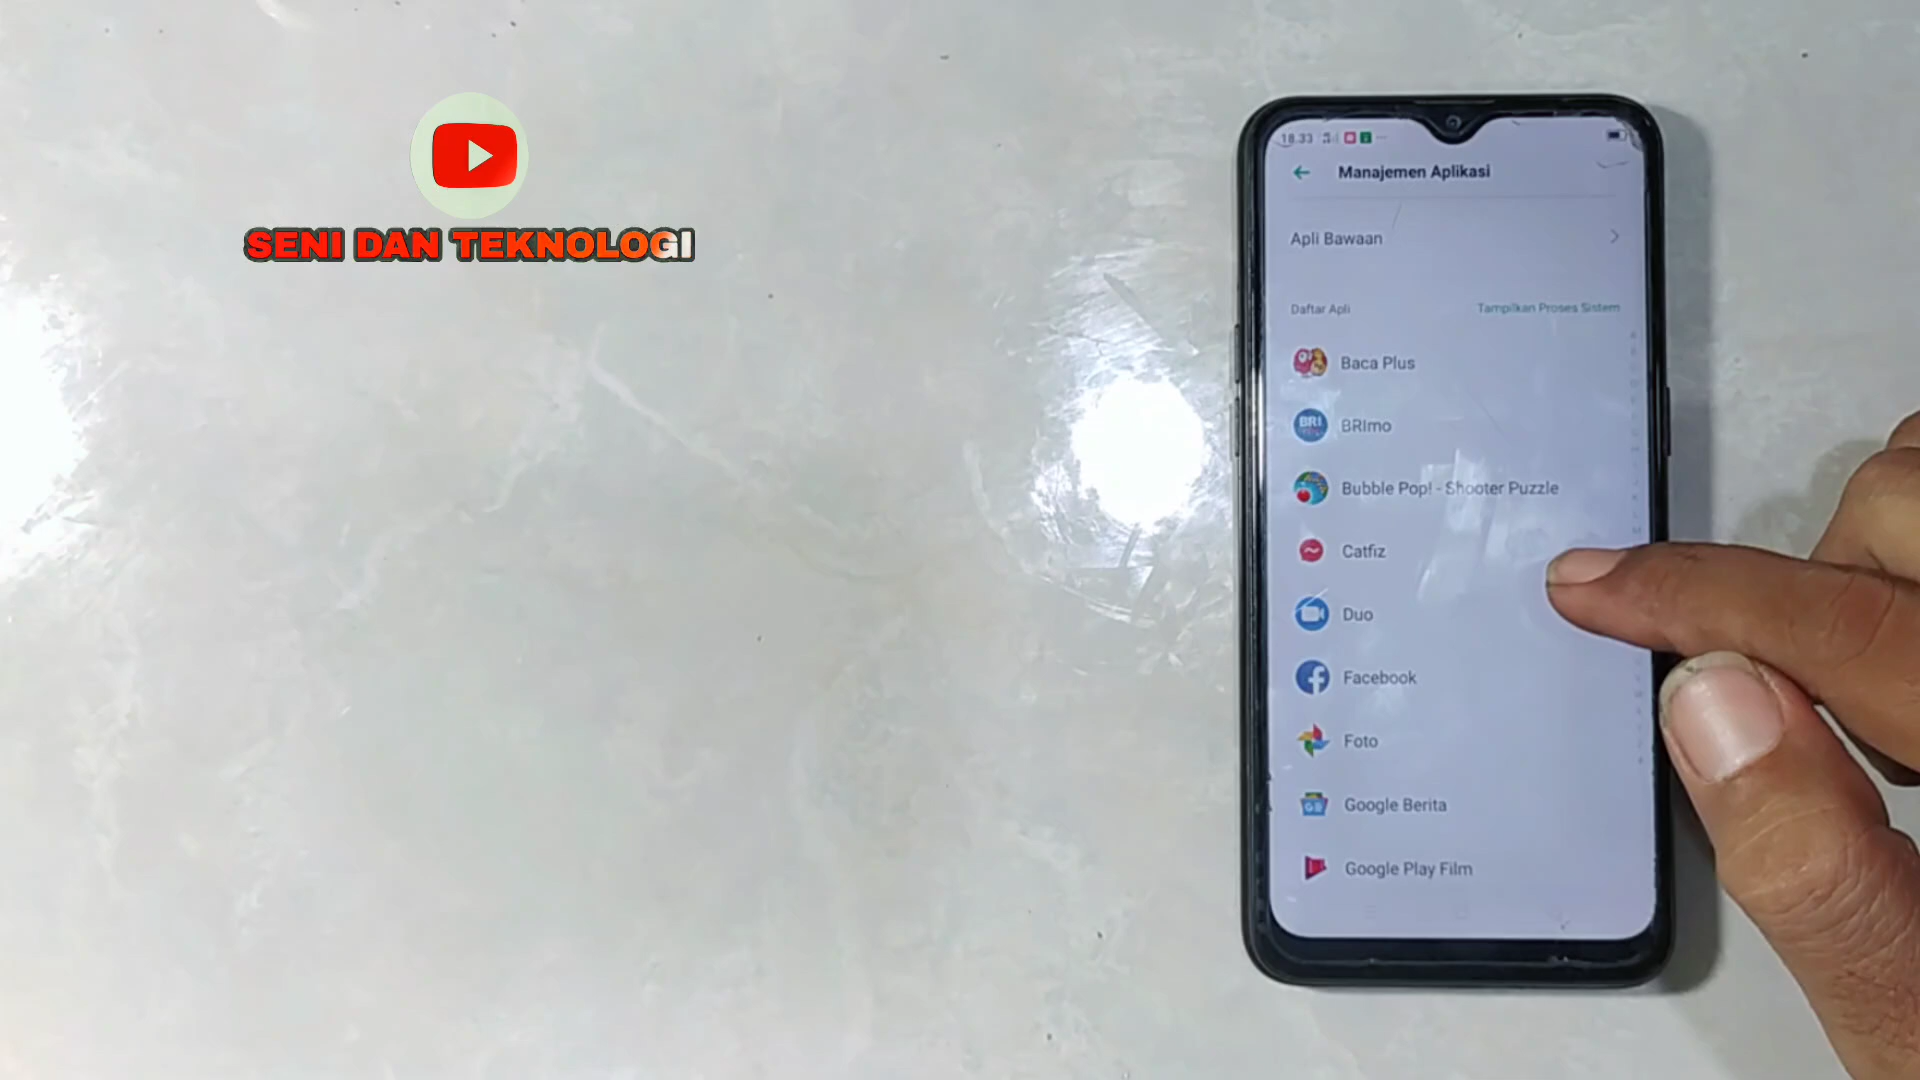 SENI DAN TEKNOLOGI
18.33
Manajemen Aplikasi
Apli Bawaan
Daftar Apli
Tampilkan Proses Sistem
Baca Plus
BRI
BRImo
Bubble Pop! - Shooter Puzzle
Catfiz
Duo
Facebook
Foto
Google Berita
Google Play Film